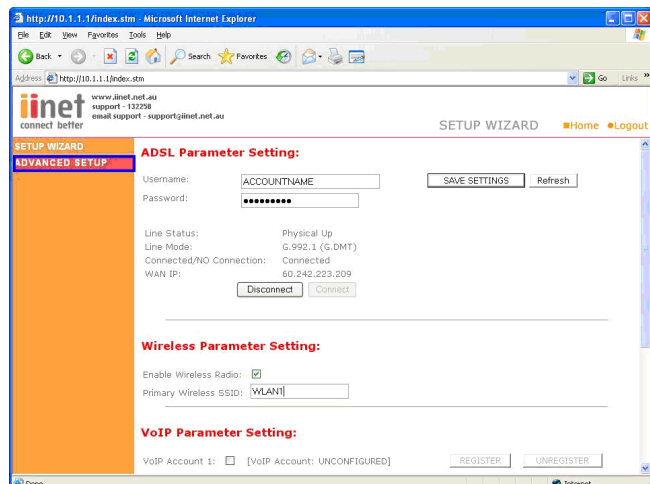 http://10.1.1.1/index.stm - Microsoft Internet Explorer
File Edit View Favorites Tools Help
Back Search Favorites
Address http://10.1.1.1/index.stm Go Links »
iinet
connect better
www.iinet.net.au
support - 132258
email support - support@iinet.net.au
SETUP WIZARD Home Logout
SETUP WIZARD
ADVANCED SETUP
ADSL Parameter Setting:
Username: ACCOUNTNAME SAVE SETTINGS Refresh
Password: •••••••••
Line Status: Physical Up
Line Mode: G.992.1 (G.DMT)
Connected/NO Connection: Connected
WAN IP: 60.242.223.209
Disconnect Connect
Wireless Parameter Setting:
Enable Wireless Radio:
Primary Wireless SSID: WLAN1
VoIP Parameter Setting:
VoIP Account 1: [VoIP Account: UNCONFIGURED] REGISTER UNREGISTER
Done Internet